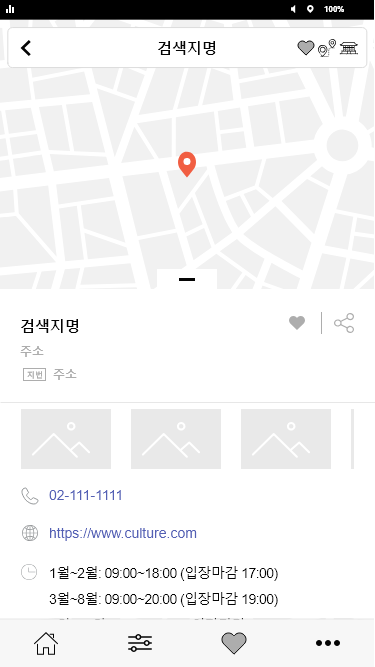 100%
검색지명
검색지명
주소
지번 주소
02-111-1111
https://www.culture.com
1월~2월: 09:00~18:00 (입장마감 17:00)
3월~8월: 09:00~20:00 (입장마감 19:00)